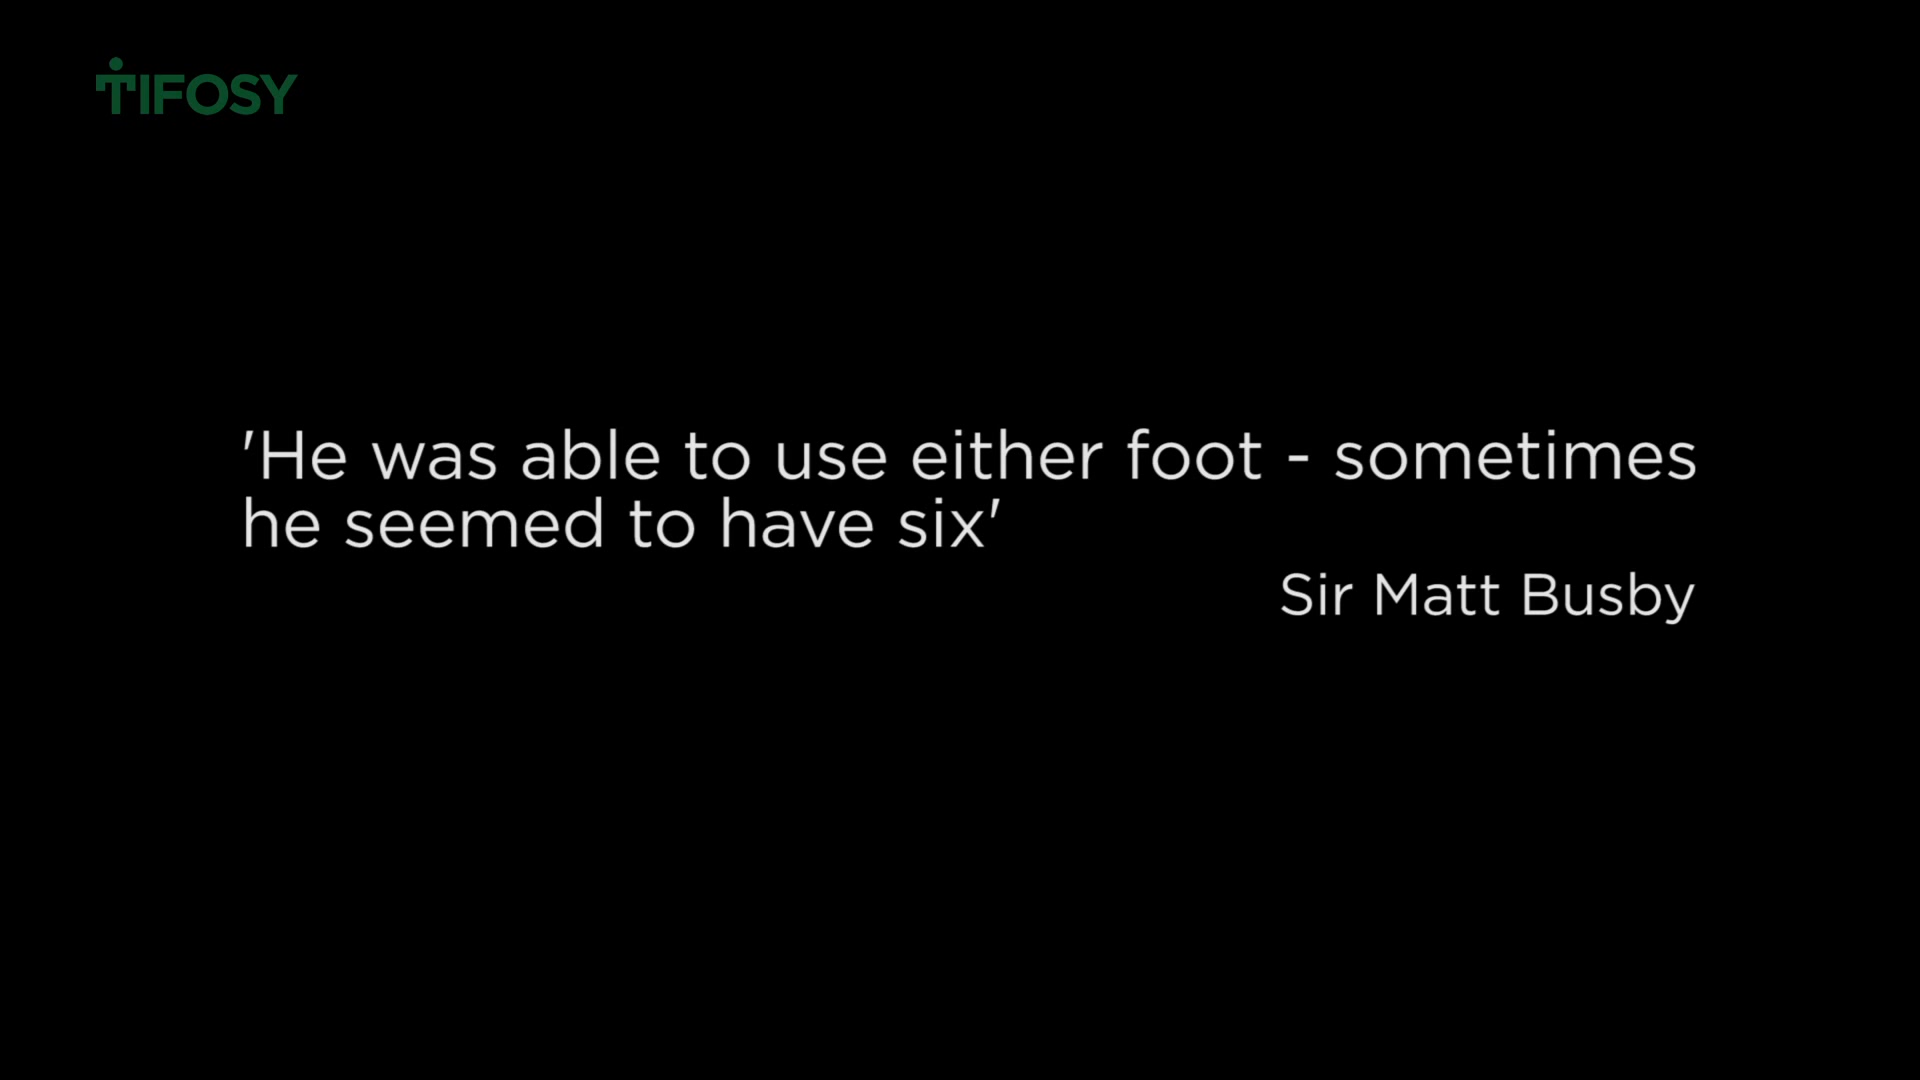 TIFOSY
'He was able to use either foot - sometimes
he seemed to have six'
Sir Matt Busby